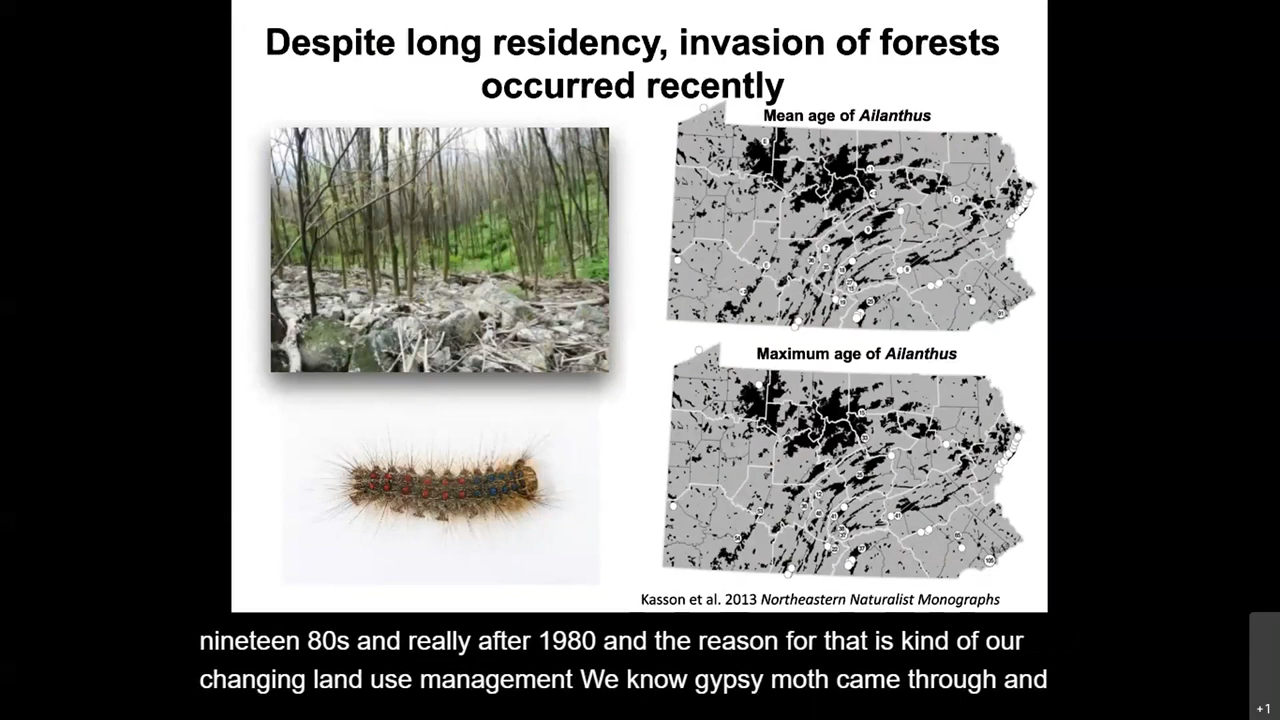 Despite long residency, invasion of forests
occurred recently
Mean age of Ailanthus
Maximum age of Ailanthus
Kasson et al. 2013 Northeastern Naturalist Monographs
nineteen 80s and really after 1980 and the reason for that is kind of our
changing land use management We know gypsy moth came through and
+1